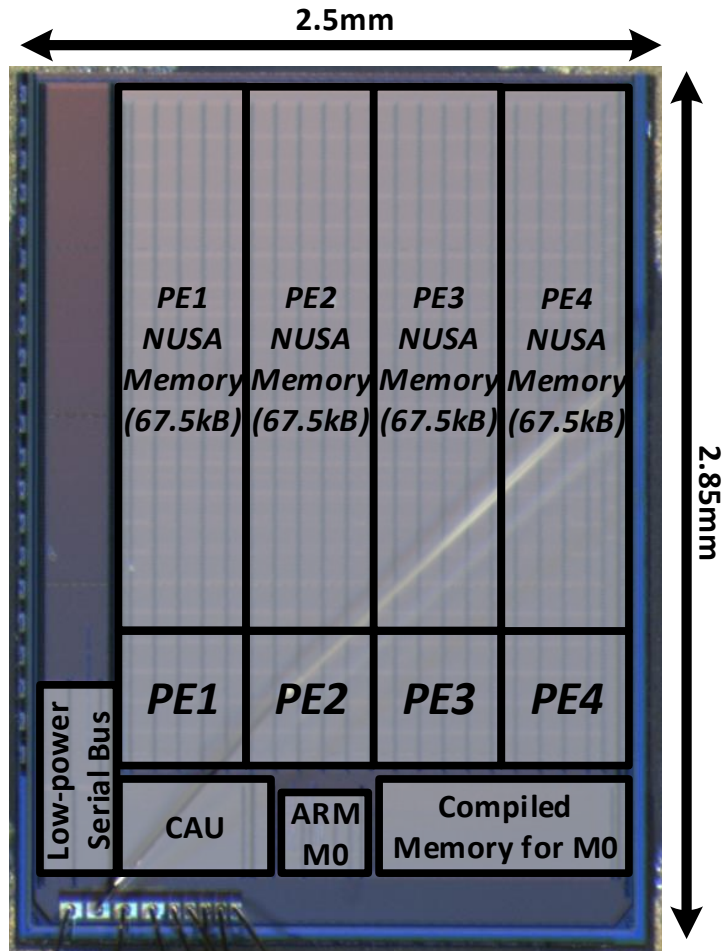 2.5mm
PE1
NUSA
Memory
(67.5kB)
PE2
NUSA
Memory
(67.5kB)
PE3
NUSA
Memory
(67.5kB)
PE4
NUSA
Memory
(67.5kB)
2.85mm
PE1
PE2
PE3
PE4
Low-power
Serial Bus
CAU
ARM
M0
Compiled
Memory for M0